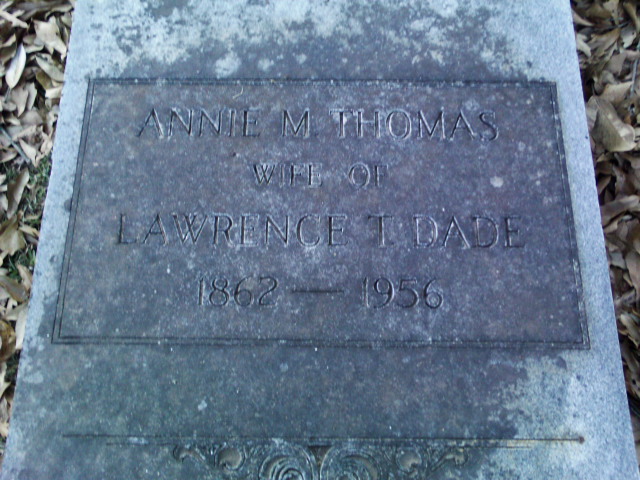 ANNIE M THOMAS
WIFE OF
LAWRENCE T. DADE
1862 — 1956